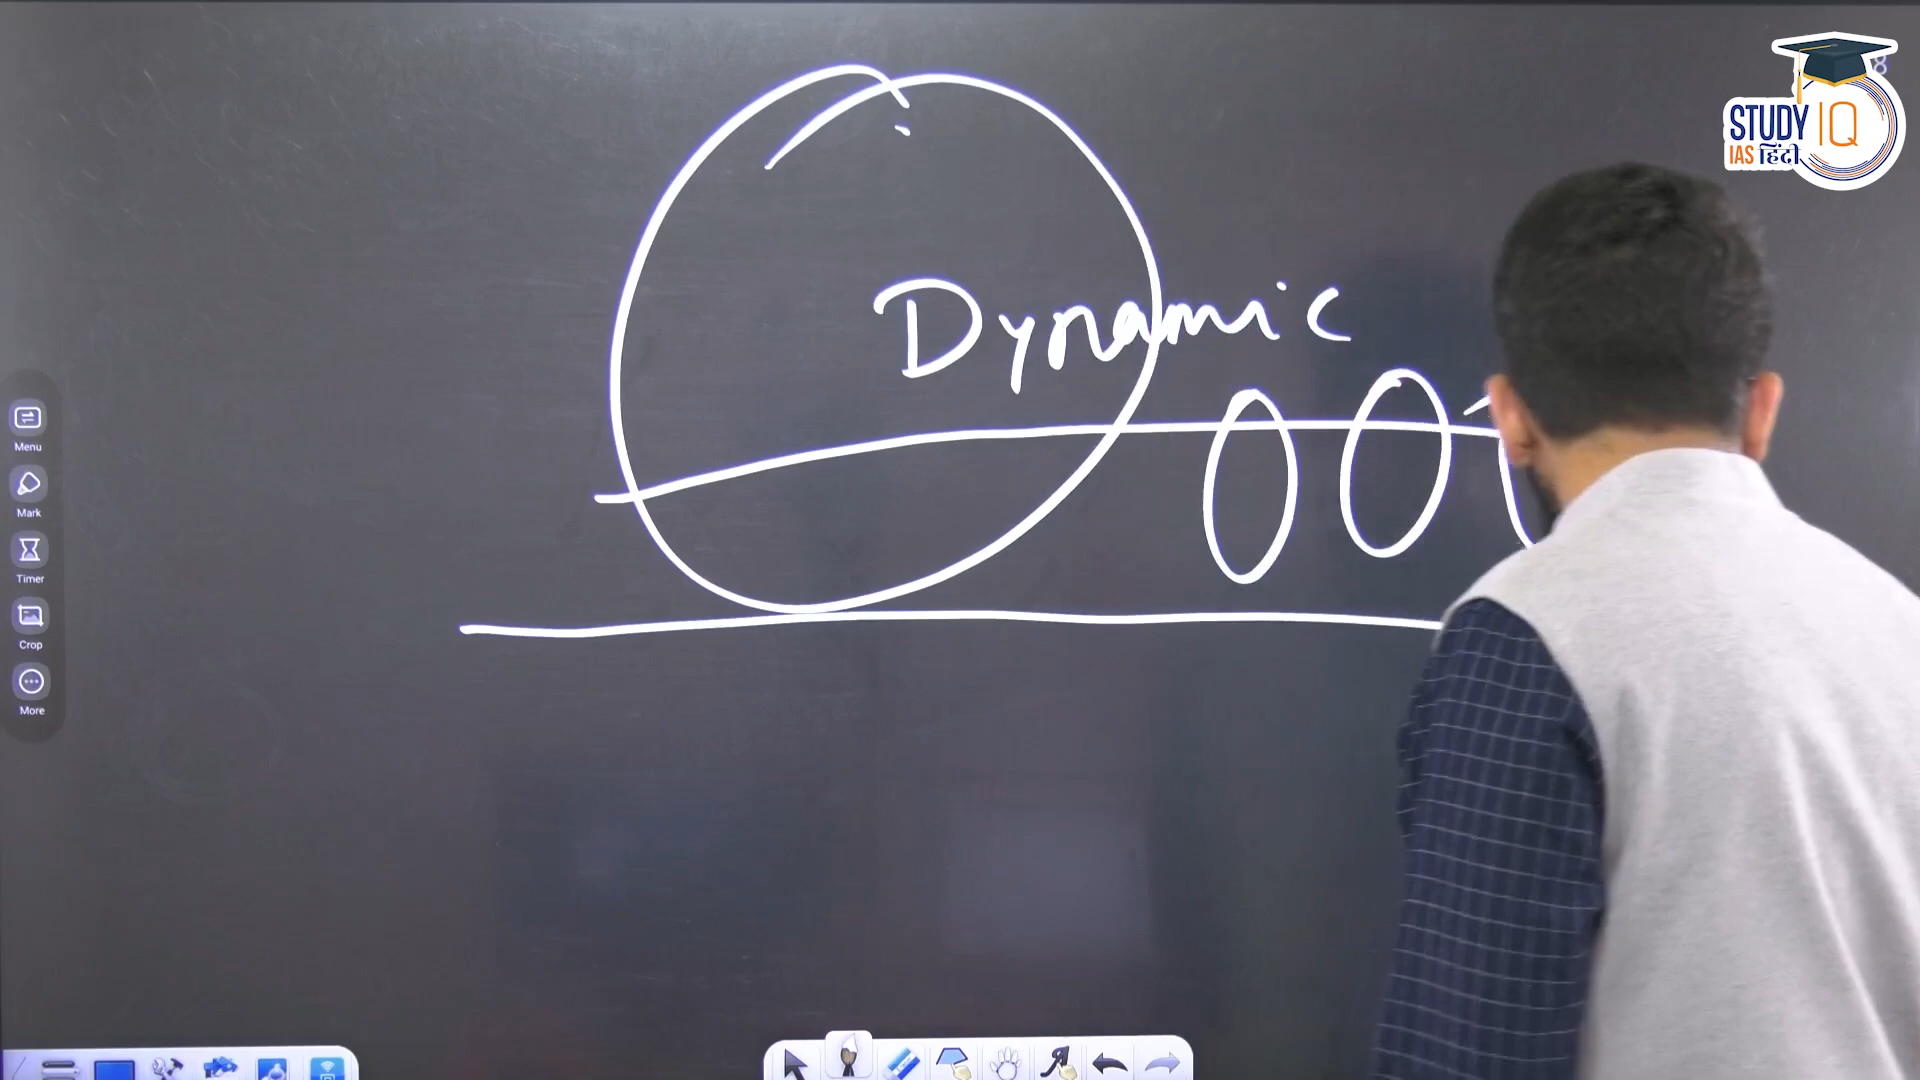 STUDY IQ
IAS हिंदी
Dynamic
Menu
Mark
Timer
Crop
More